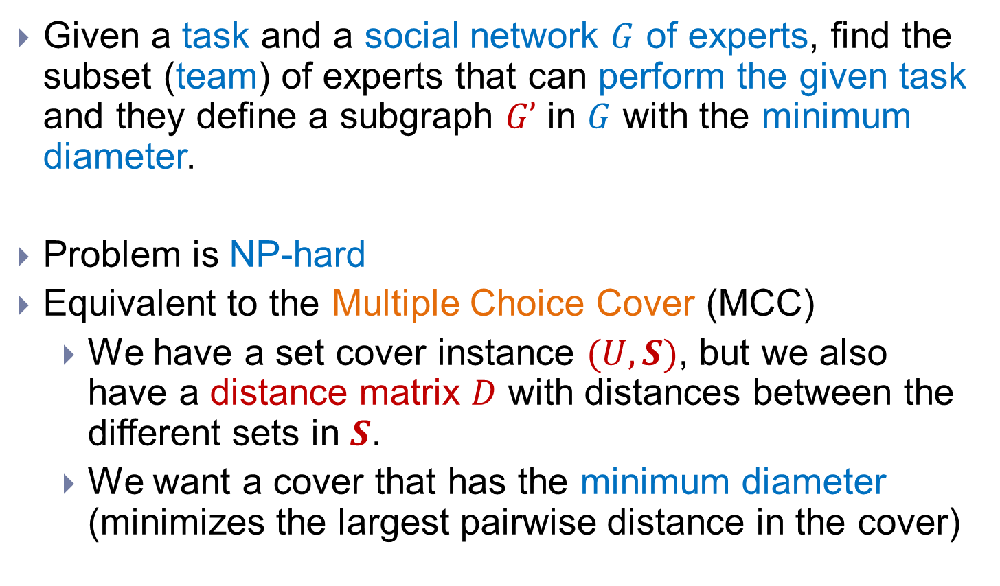 Given a task and a social network G of experts, find the
subset (team) of experts that can perform the given task
and they define a subgraph G’ in G with the minimum
diameter.
Problem is NP-hard
Equivalent to the Multiple Choice Cover (MCC)
We have a set cover instance (U, S), but we also
have a distance matrix D with distances between the
different sets in S.
We want a cover that has the minimum diameter
(minimizes the largest pairwise distance in the cover)